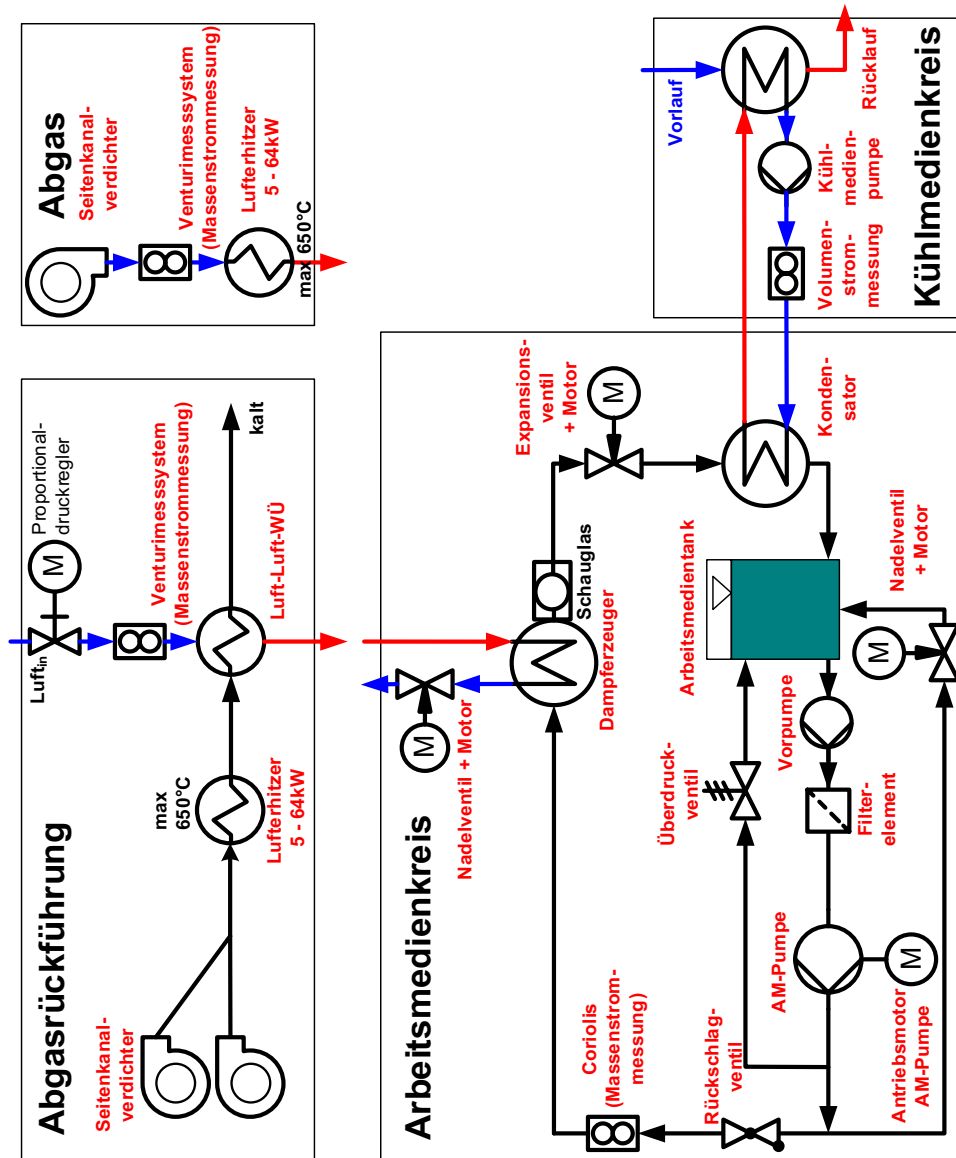 Abgasrückführung
Seitenkanal-
verdichter
max
650°C
Lufterhitzer
5 - 64kW
Luftin
M
Proportional-
druckregler
Venturimesssystem
(Massenstrommessung)
Luft-Luft-WÜ
kalt
Abgas
Seitenkanal-
verdichter
Venturimesssystem
(Massenstrommessung)
Lufterhitzer
5 - 64kW
max 650°C
Arbeitsmedienkreis
M
Nadelventil + Motor
Dampferzeuger
Schauglas
Expansions-
ventil
+ Motor
M
Coriolis
(Massenstrom-
messung)
Rückschlag-
ventil
Überdruck-
ventil
Arbeitsmedientank
Konden-
sator
Nadelventil
+ Motor
M
Vorpumpe
Filter-
element
AM-Pumpe
M
Antriebsmotor
AM-Pumpe
Vorlauf
Rücklauf
Kühl-
medien-
pumpe
Volumen-
strom-
messung
Kühlmedienkreis